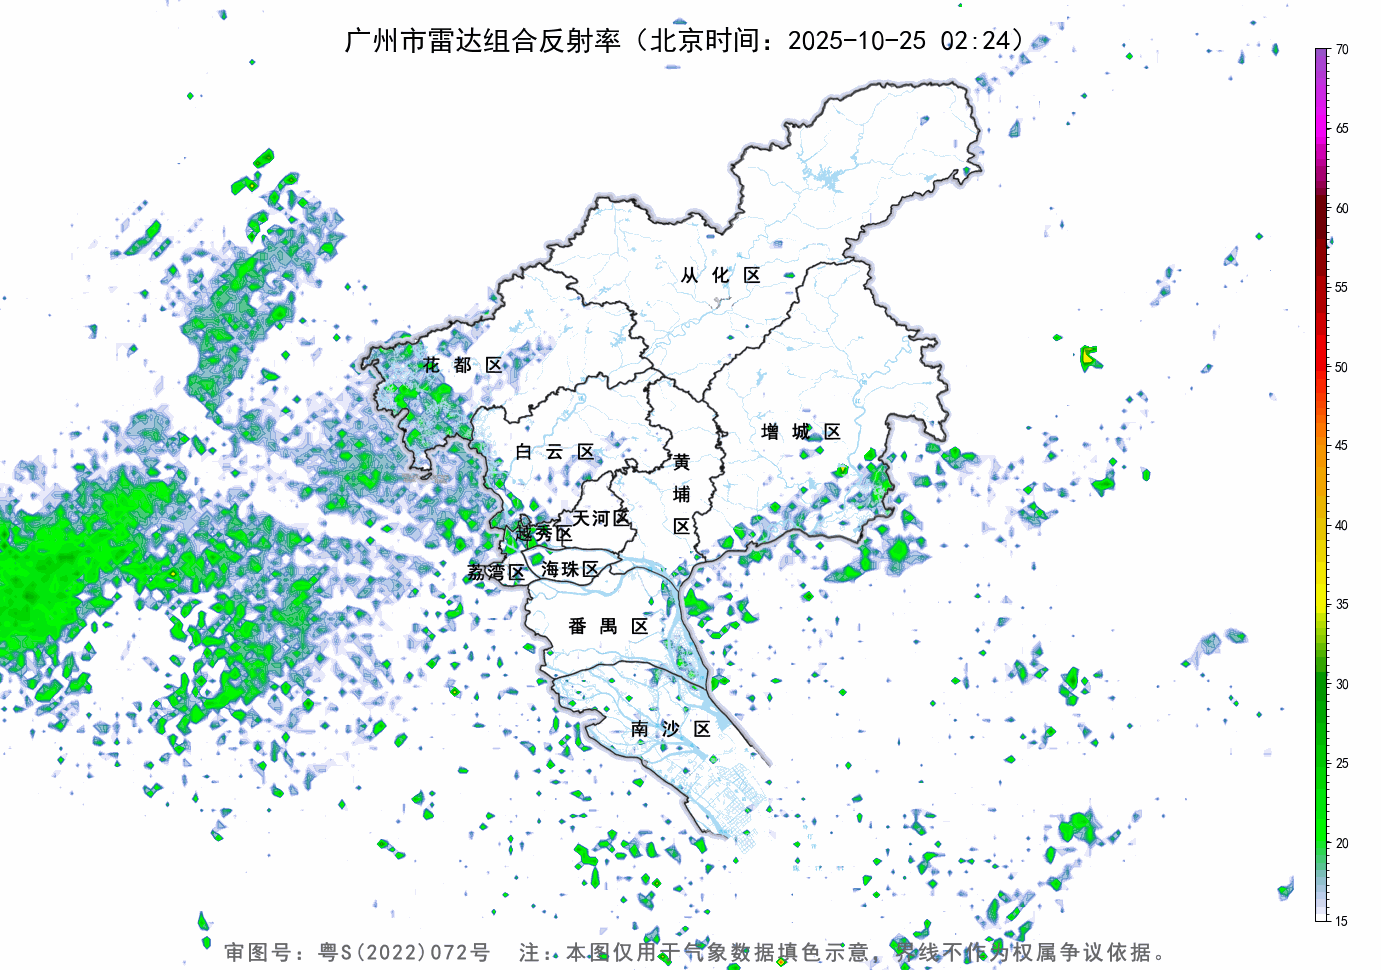 广州市雷达组合反射率（北京时间：2025-10-25 02:24）
70
65
60
55
50
45
40
35
30
25
20
15
从化区
花都区
增城区
白云区
黄埔区
天河区
越秀区
荔湾区
海珠区
番禺区
南沙区
审图号：粤S(2022)072号 注：本图仅用于气象数据填色示意，界线不作为权属争议依据。